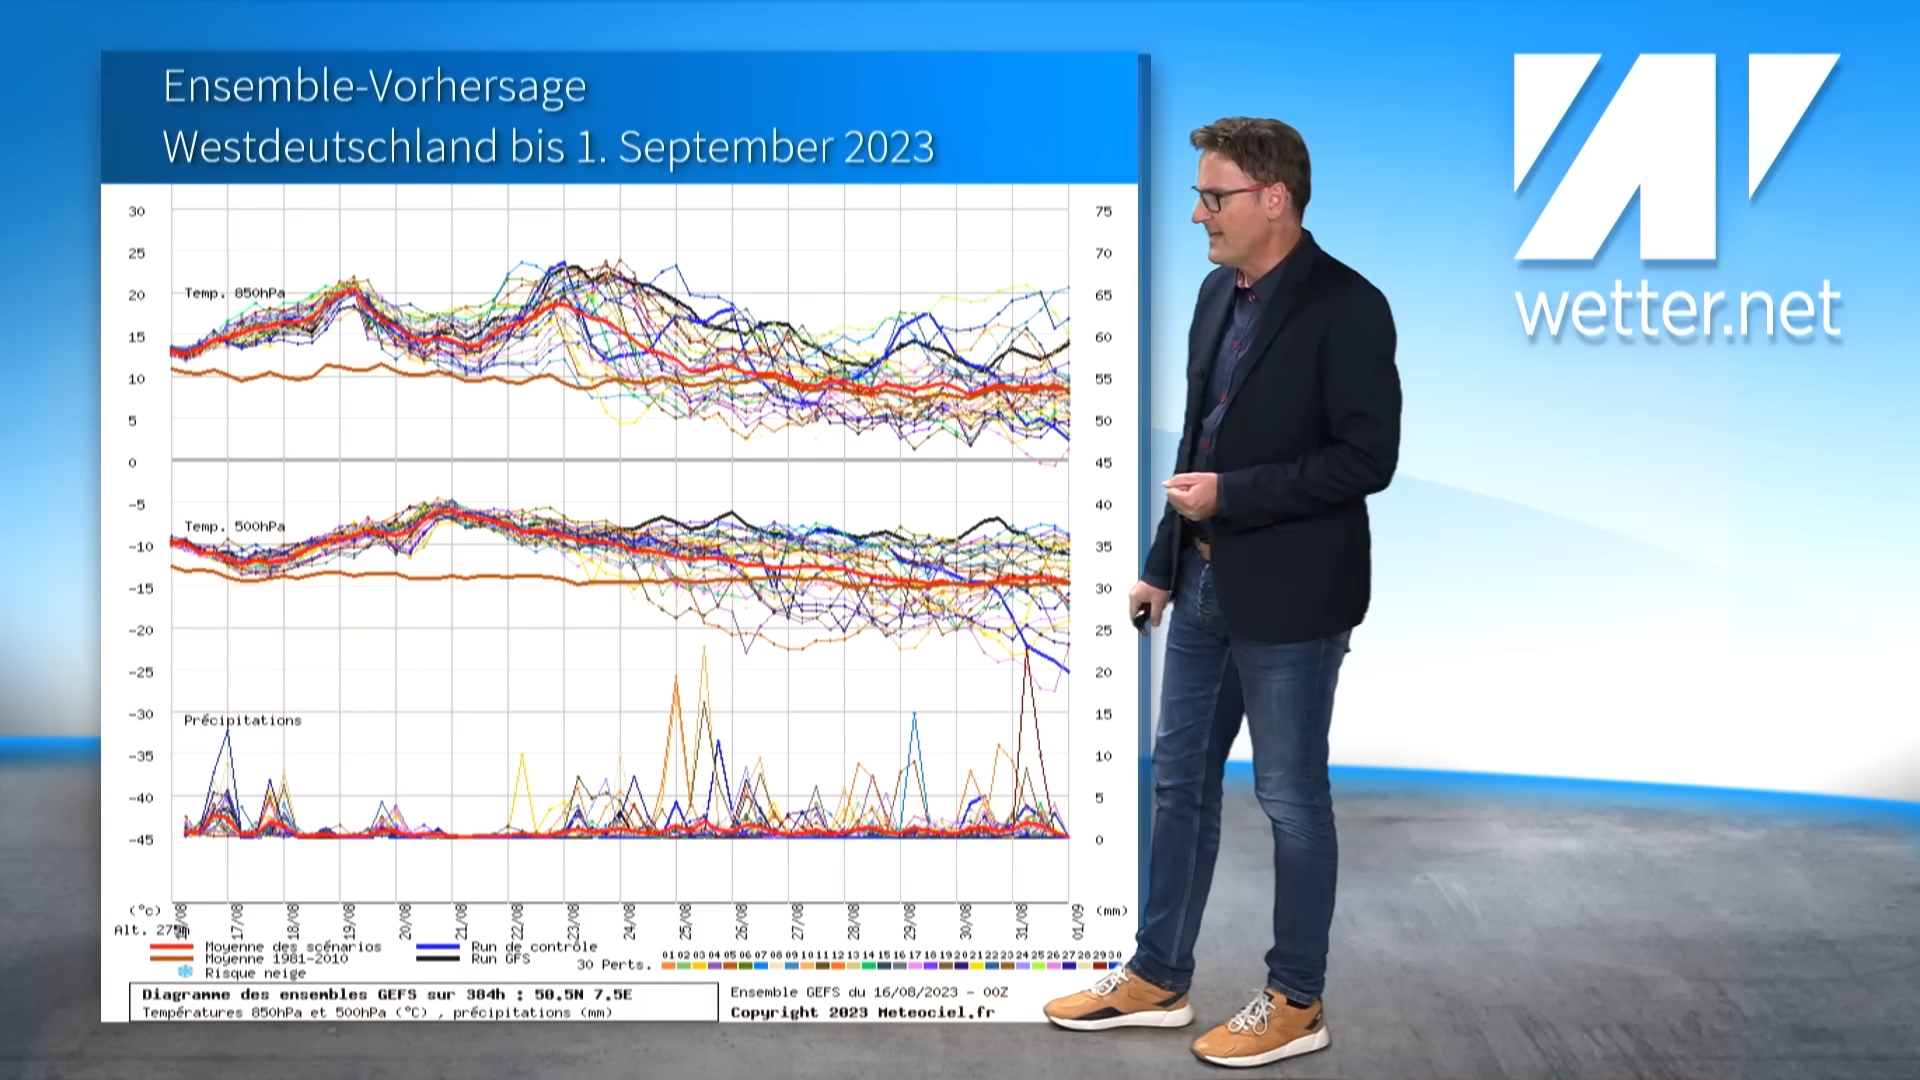 Ensemble-Vorhersage
Westdeutschland bis 1. September 2023
wetter.net
30
25
20
15
10
5
0
-5
-10
-15
-20
-25
-30
-35
-40
-45
75
70
65
60
55
50
45
40
35
30
25
20
15
10
5
0
Temp. 850hPa
Temp. 500hPa
Précipitations
(°c)
(mm)
17/08
18/08
19/08
20/08
21/08
22/08
23/08
24/08
25/08
26/08
27/08
28/08
29/08
30/08
31/08
01/09
Alt.
Moyenne des scénarios
Moyenne 1981-2010
Risque neige
Run de contrôle
Run GFS
30 Perts.
01 02 03 04 05 06 07 08 09 10 11 12 13 14 15 16 17 18 19 20 21 22 23 24 25 26 27 28 29 30
Diagramme des ensembles GEFS sur 384h : 50.5N 7.5E
Températures 850hPa et 500hPa (°C) , précipitations (mm)
Ensemble GEFS du 16/08/2023 - 00Z
Copyright 2023 Meteociel.fr